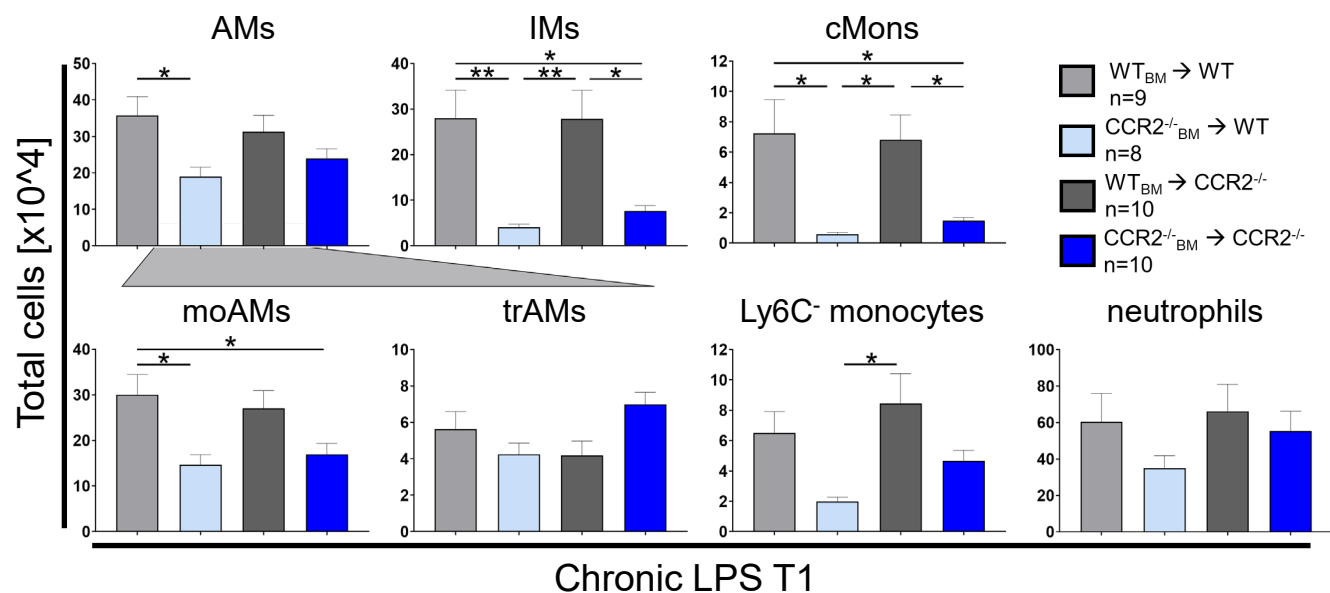 AMs
IMs
cMons
50
40
30
20
10
0
*
40
30
20
10
0
*
** ** *
12
10
8
6
4
2
0
*
* * *
WT_BM → WT
n=9
CCR2-/-_BM → WT
n=8
WT_BM → CCR2-/-
n=10
CCR2-/-_BM → CCR2-/-
n=10
Total cells [x10^4]
moAMs
trAMs
Ly6C- monocytes
neutrophils
40
30
20
10
0
*
*
10
8
6
4
2
0
12
10
8
6
4
2
0
*
100
80
60
40
20
0
Chronic LPS T1